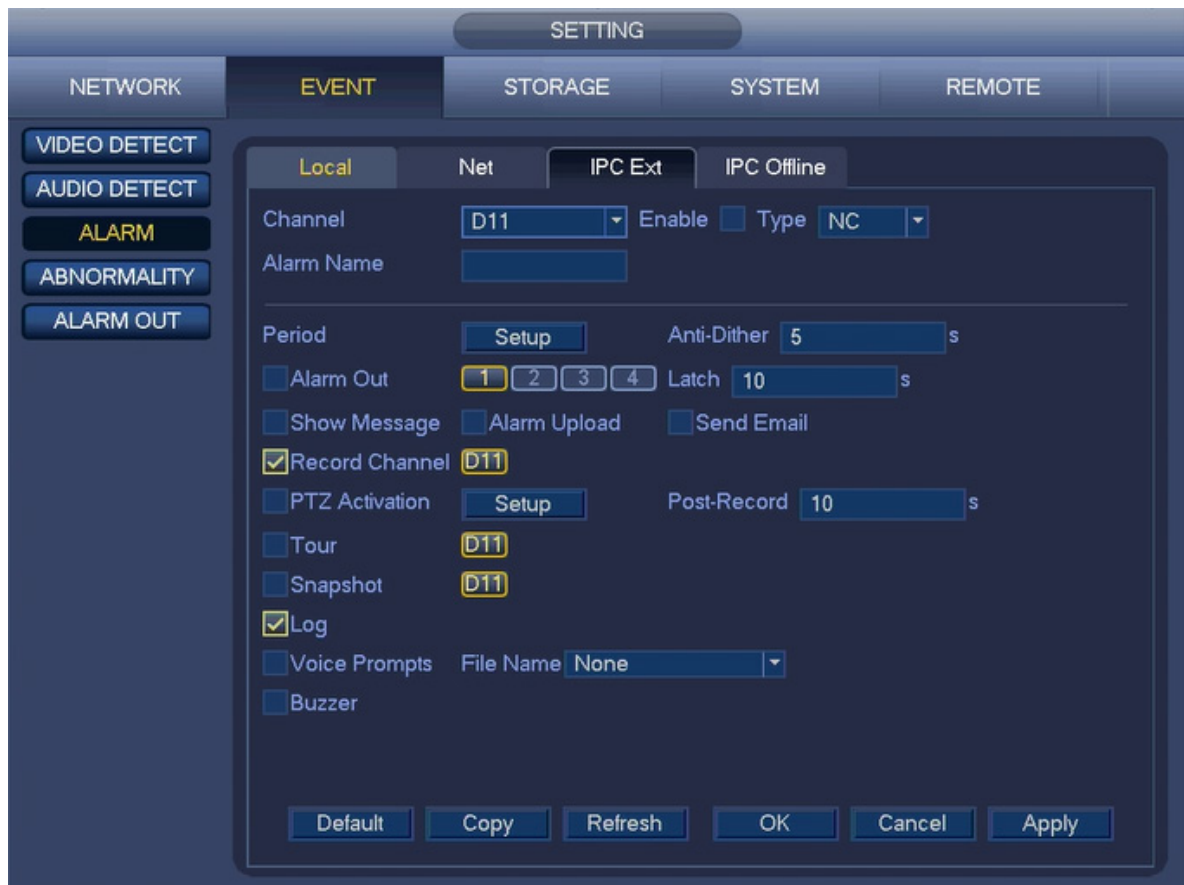 SETTING
NETWORK EVENT STORAGE SYSTEM REMOTE
VIDEO DETECT
AUDIO DETECT
ALARM
ABNORMALITY
ALARM OUT
Local Net IPC Ext IPC Offline
Channel D11 Enable Type NC
Alarm Name
Period Setup Anti-Dither 5 s
Alarm Out 1 2 3 4 Latch 10 s
Show Message Alarm Upload Send Email
Record Channel D11
PTZ Activation Setup Post-Record 10 s
Tour D11
Snapshot D11
Log
Voice Prompts File Name None
Buzzer
Default Copy Refresh OK Cancel Apply